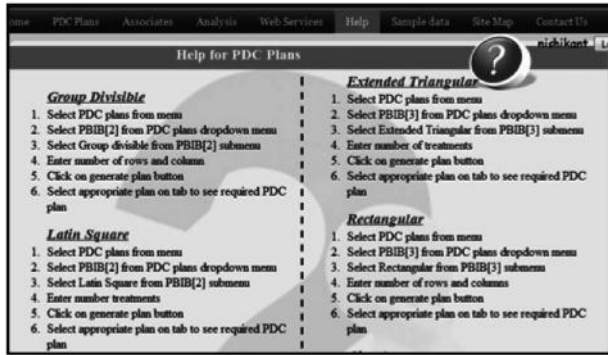 ome PDC Plans Associates Analysis Web Services Help Sample data Site Map Contact Us
nishikant
Help for PDC Plans
Group Divisible
1. Select PDC plans from menu
2. Select PBIB[2] from PDC plans dropdown menu
3. Select Group divisible from PBIB[2] submenu
4. Enter number of rows and column
5. Click on generate plan button
6. Select appropriate plan on tab to see required PDC
plan
Latin Square
1. Select PDC plans from menu
2. Select PBIB[2] from PDC plans dropdown menu
3. Select Latin Square from PBIB[2] submenu
4. Enter number treatments
5. Click on generate plan button
6. Select appropriate plan on tab to see required PDC
plan
Extended Triangular
1. Select PDC plans from menu
2. Select PBIB[3] from PDC plans dropdown menu
3. Select Extended Triangular from PBIB[3] submenu
4. Enter number of treatments
5. Click on generate plan button
6. Select appropriate plan on tab to see required PDC
plan
Rectangular
1. Select PDC plans from menu
2. Select PBIB[3] from PDC plans dropdown menu
3. Select Rectangular from PBIB[3] submenu
4. Enter number of rows and columns
5. Click on generate plan button
6. Select appropriate plan on tab to see required PDC
plan